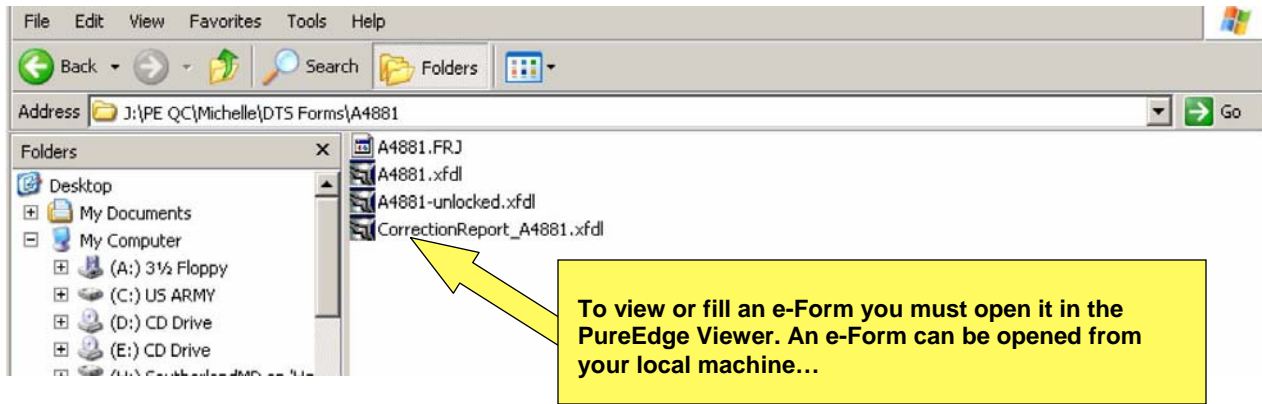 File Edit View Favorites Tools Help
Back Search Folders
Address J:\PE QC\Michelle\DTS Forms\A4881 Go
Folders X
Desktop
My Documents
My Computer
(A:) 3½ Floppy
(C:) US ARMY
(D:) CD Drive
(E:) CD Drive
A4881.FRJ
A4881.xfdl
A4881-unlocked.xfdl
CorrectionReport_A4881.xfdl
To view or fill an e-Form you must open it in the
PureEdge Viewer. An e-Form can be opened from
your local machine…